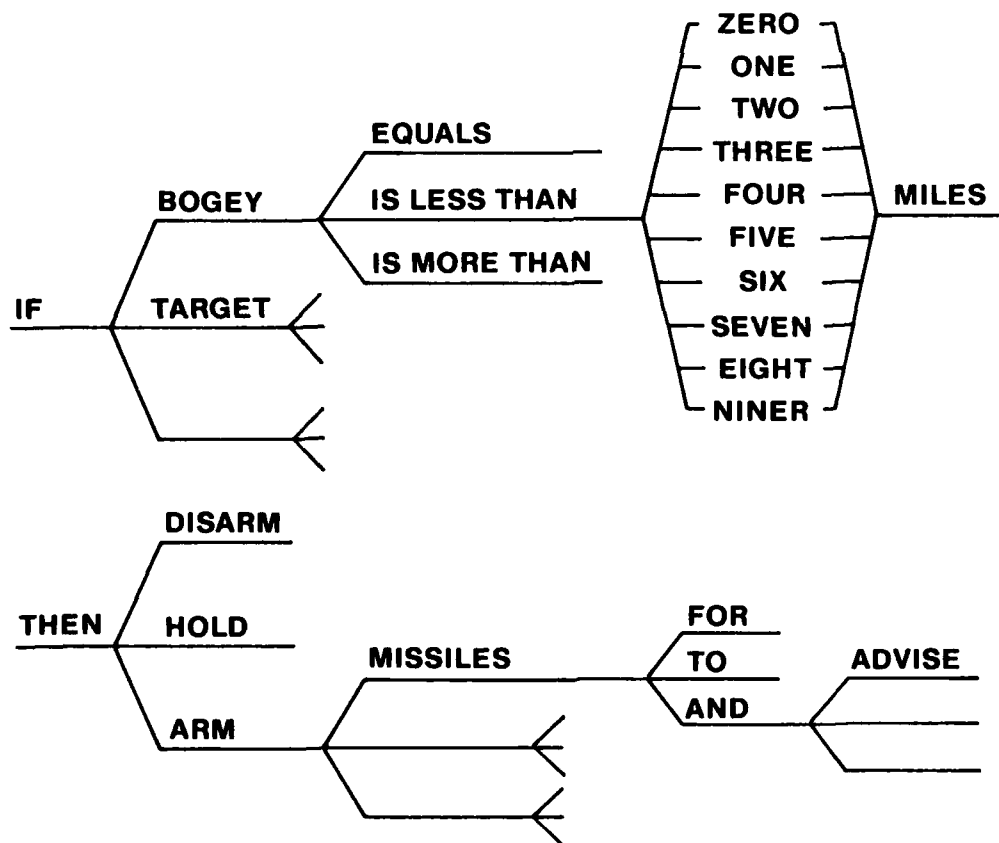 ZERO
ONE
TWO
EQUALS
THREE
BOGEY
IS LESS THAN
FOUR
MILES
FIVE
IS MORE THAN
SIX
IF
TARGET
SEVEN
EIGHT
NINER
DISARM
THEN
HOLD
FOR
MISSILES
TO
ADVISE
ARM
AND